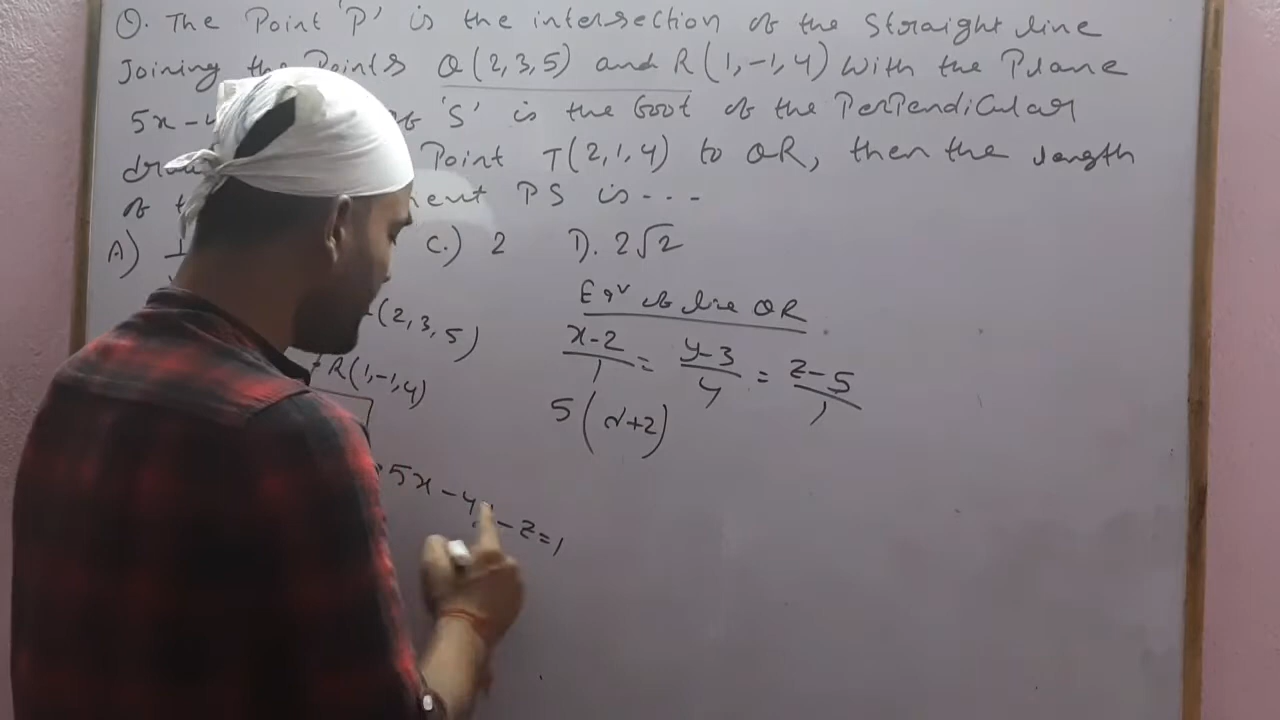 Q. The Point 'P' is the intersection of the Straight line
Joining the Points Q(2,3,5) and R(1,-1,4) With the Plane
5x-4 'S' is the foot of the PerPendicular
Point T(2,1,4) to QR, then the length
of PS is ---
A) 1 C.) 2 D). 2√2
(2,3,5)
R(1,-1,4)
5x-4y-z=1
Eqn of line QR
x-2/1 = y-3/4 = z-5/1
5(λ+2)